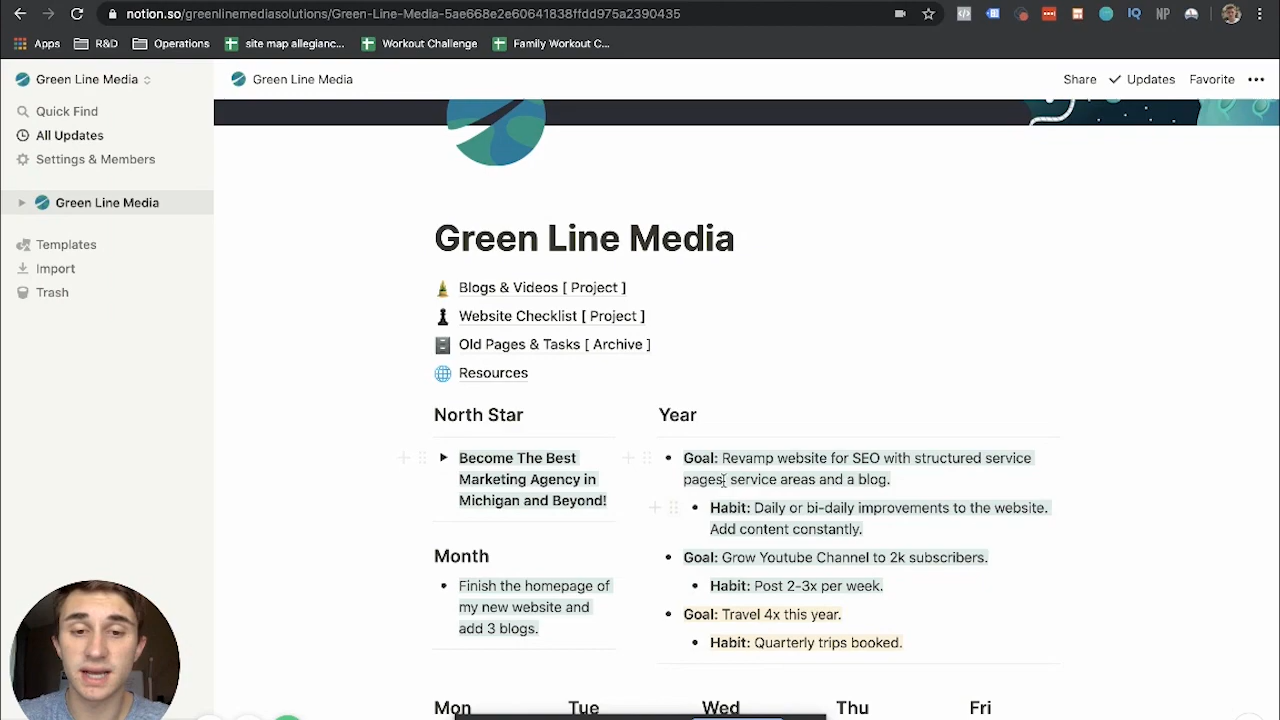 notion.so/greenlinemediasolutions/Green-Line-Media-5ae668e2e60641838ffdd975a2390435
IQ NP
Apps R&D Operations site map allegianc... Workout Challenge Family Workout C...
Green Line Media
Green Line Media
Share Updates Favorite
Quick Find
All Updates
Settings & Members
Green Line Media
Templates
Import
Trash
Green Line Media
Blogs & Videos [ Project ]
Website Checklist [ Project ]
Old Pages & Tasks [ Archive ]
Resources
North Star
Become The Best
Marketing Agency in
Michigan and Beyond!
Month
Finish the homepage of
my new website and
add 3 blogs.
Year
Goal: Revamp website for SEO with structured service
pages, service areas and a blog.
Habit: Daily or bi-daily improvements to the website.
Add content constantly.
Goal: Grow Youtube Channel to 2k subscribers.
Habit: Post 2-3x per week.
Goal: Travel 4x this year.
Habit: Quarterly trips booked.
Mon Tue Wed Thu Fri